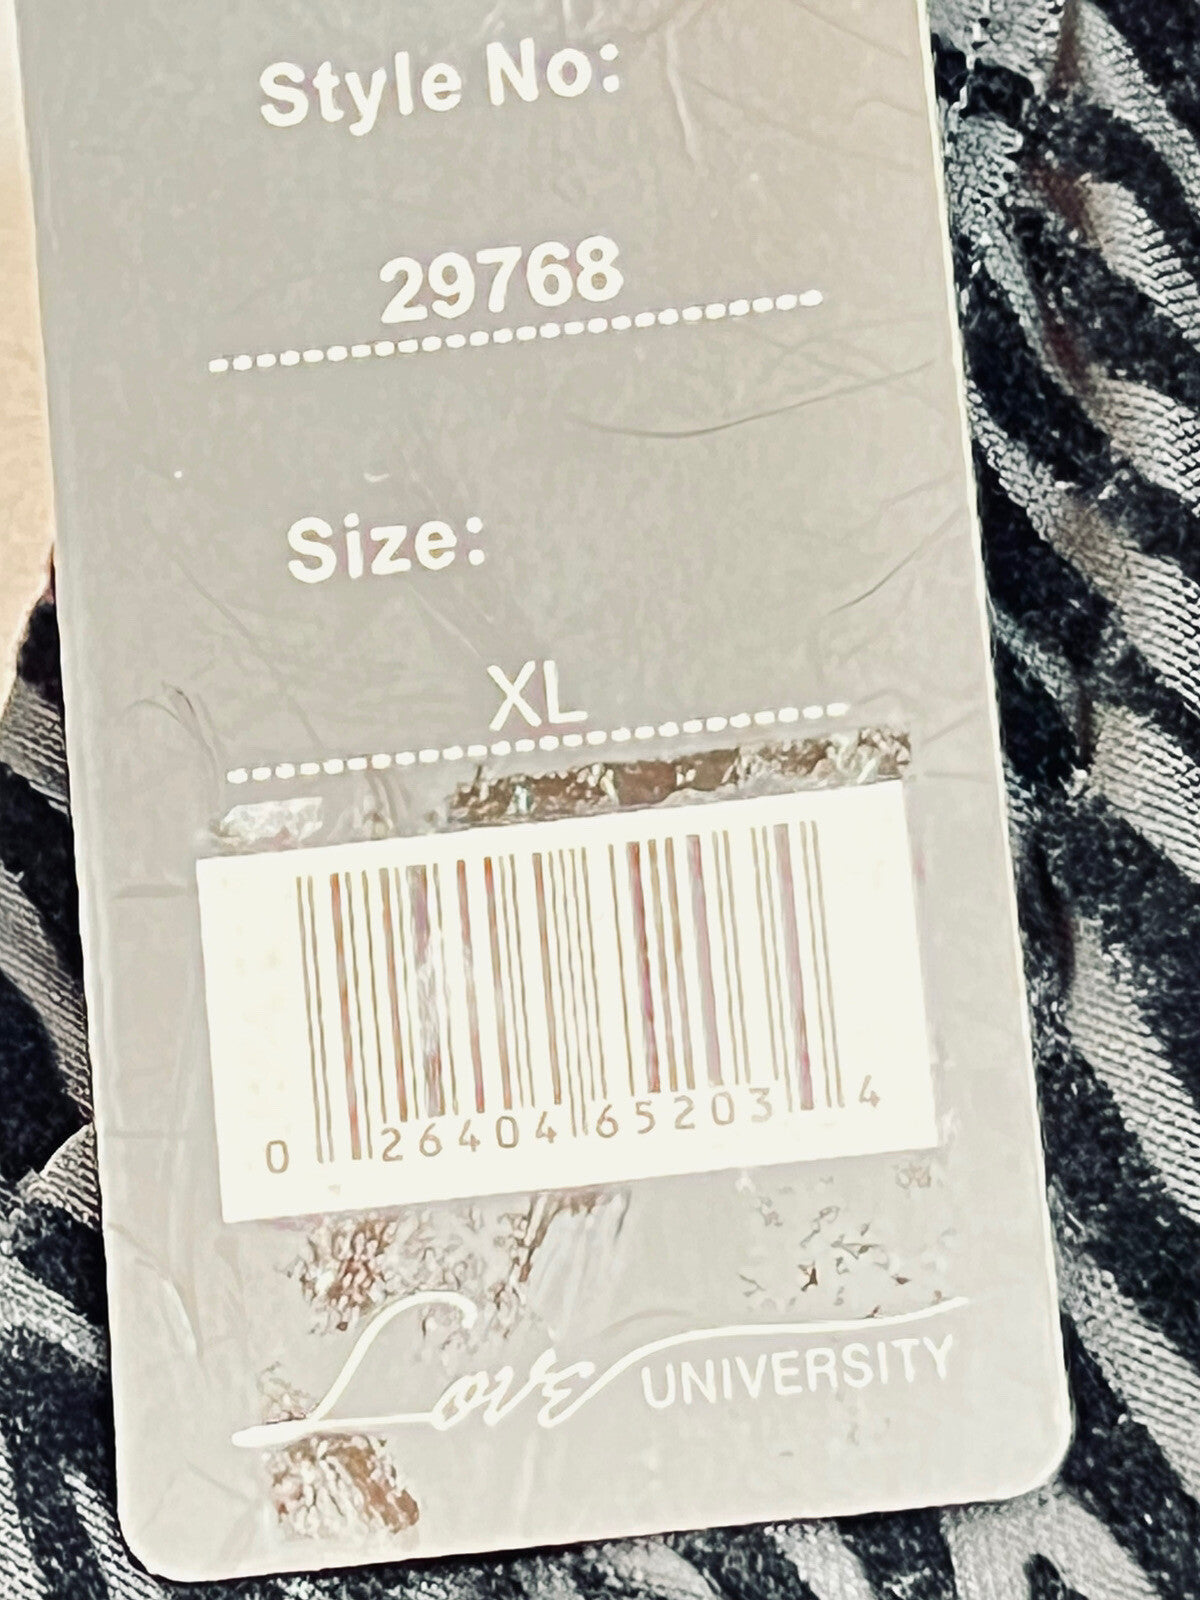 Style No:
29768
Size:
XL
0 26404 65203 4
Love UNIVERSITY